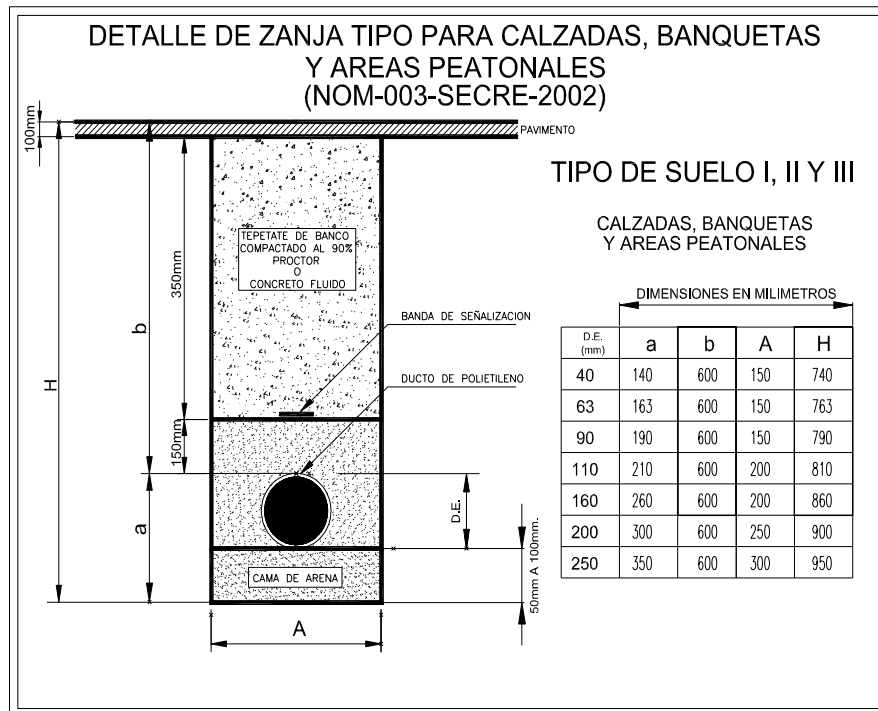 DETALLE DE ZANJA TIPO PARA CALZADAS, BANQUETAS
Y AREAS PEATONALES
(NOM-003-SECRE-2002)
100mm
PAVIMENTO
TIPO DE SUELO I, II Y III
CALZADAS, BANQUETAS
Y AREAS PEATONALES
TEPETATE DE BANCO
COMPACTADO AL 90%
PROCTOR
O
CONCRETO FLUIDO
350mm
b
H
BANDA DE SEÑALIZACION
DUCTO DE POLIETILENO
150mm
a
D.E.
CAMA DE ARENA
50mm A 100mm.
A
DIMENSIONES EN MILIMETROS
D.E. (mm) a b A H
40 140 600 150 740
63 163 600 150 763
90 190 600 150 790
110 210 600 200 810
160 260 600 200 860
200 300 600 250 900
250 350 600 300 950